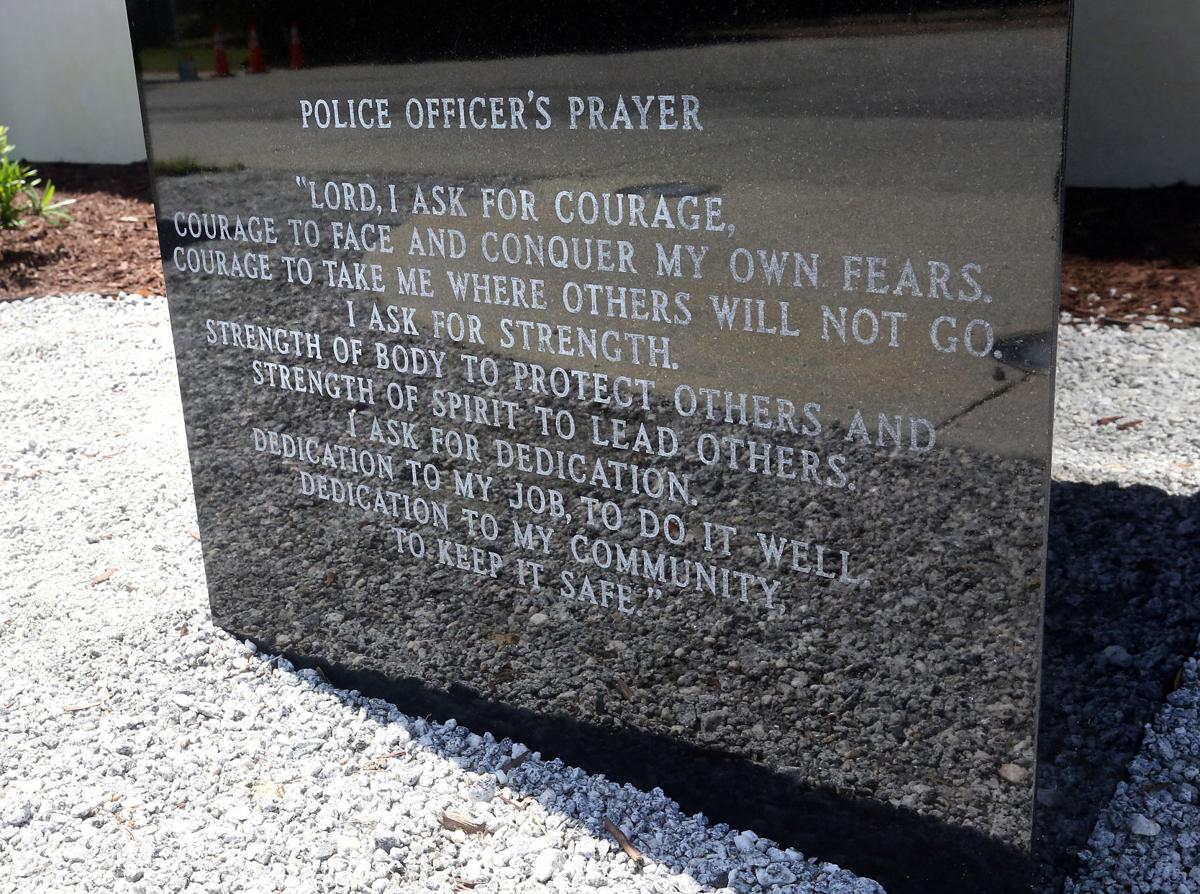 POLICE OFFICER'S PRAYER
"LORD, I ASK FOR COURAGE,
COURAGE TO FACE AND CONQUER MY OWN FEARS.
COURAGE TO TAKE ME WHERE OTHERS WILL NOT GO.
I ASK FOR STRENGTH.
STRENGTH OF BODY TO PROTECT OTHERS AND
STRENGTH OF SPIRIT TO LEAD OTHERS.
I ASK FOR DEDICATION.
DEDICATION TO MY JOB, TO DO IT WELL.
DEDICATION TO MY COMMUNITY,
TO KEEP IT SAFE."